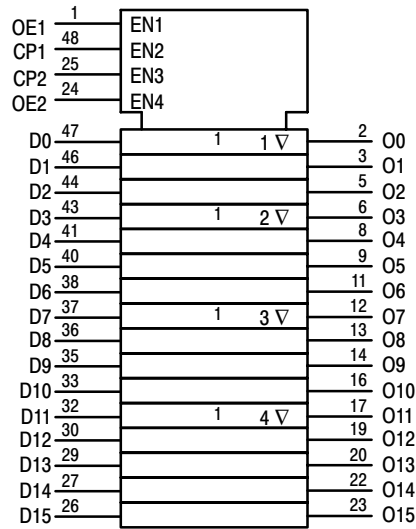 OE1 1 EN1
CP1 48 EN2
CP2 25 EN3
OE2 24 EN4
D0 47 1 1 ∇ 2 O0
D1 46 3 O1
D2 44 5 O2
D3 43 1 2 ∇ 6 O3
D4 41 8 O4
D5 40 9 O5
D6 38 11 O6
D7 37 1 3 ∇ 12 O7
D8 36 13 O8
D9 35 14 O9
D10 33 16 O10
D11 32 1 4 ∇ 17 O11
D12 30 19 O12
D13 29 20 O13
D14 27 22 O14
D15 26 23 O15